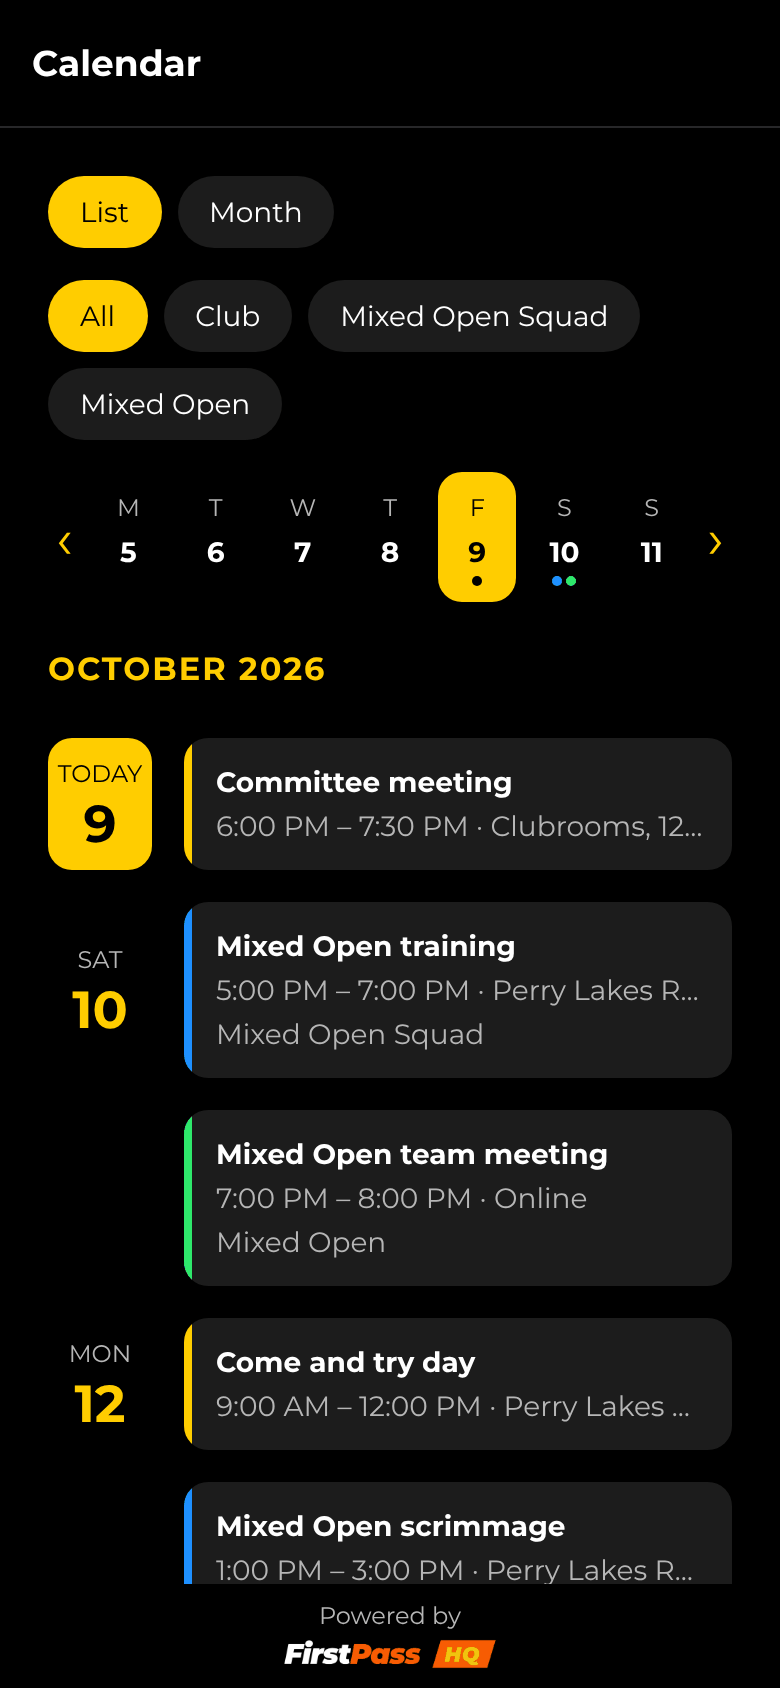 Calendar
List Month
All Club Mixed Open Squad
Mixed Open
M T W T F S S
‹ 5 6 7 8 9 10 11 ›
OCTOBER 2026
TODAY
9
Committee meeting
6:00 PM – 7:30 PM · Clubrooms, 12...
SAT
10
Mixed Open training
5:00 PM – 7:00 PM · Perry Lakes R...
Mixed Open Squad
Mixed Open team meeting
7:00 PM – 8:00 PM · Online
Mixed Open
MON
12
Come and try day
9:00 AM – 12:00 PM · Perry Lakes ...
Mixed Open scrimmage
1:00 PM – 3:00 PM · Perry Lakes R...
Powered by
FirstPass HQ